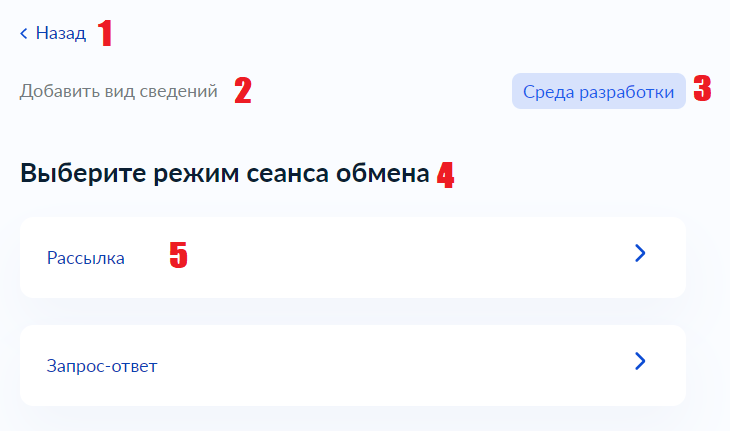 Назад 1
Добавить вид сведений 2
Среда разработки 3
Выберите режим сеанса обмена 4
Рассылка 5
Запрос-ответ